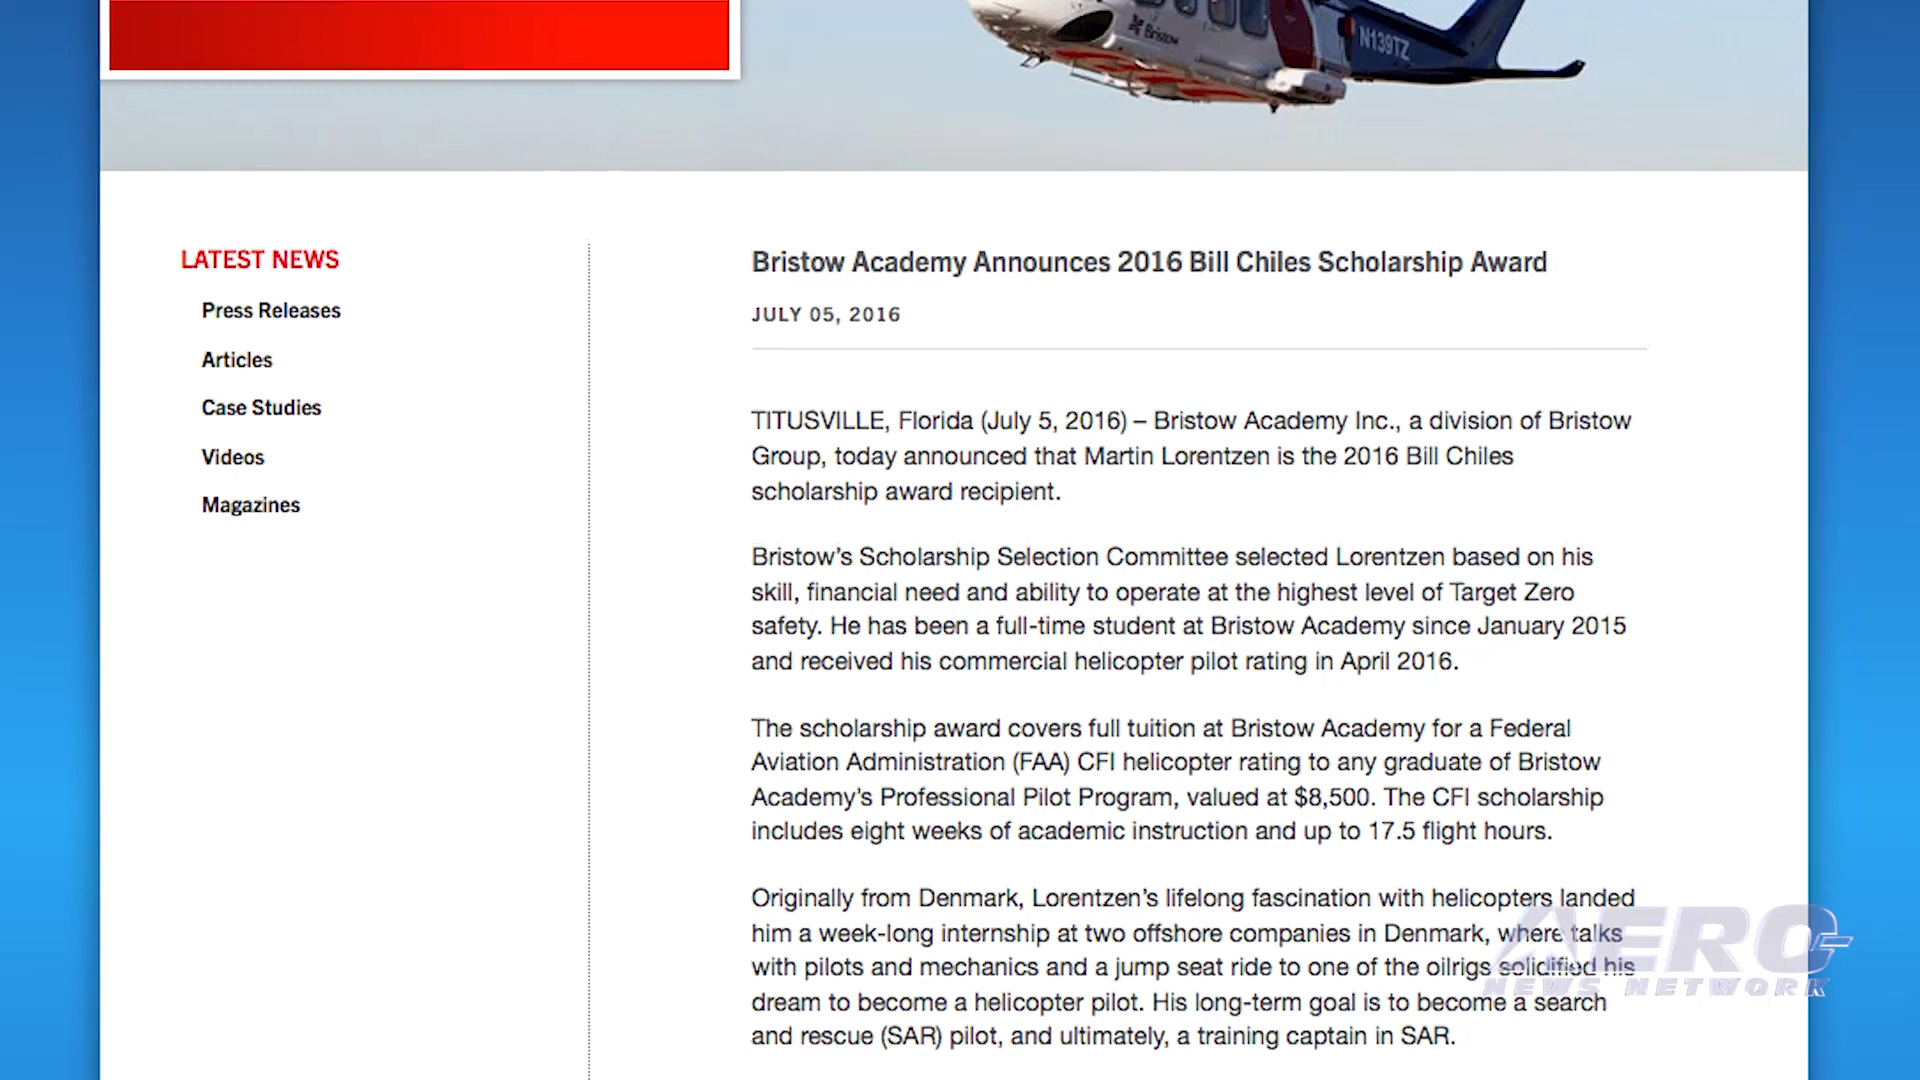 Bristow
N139TZ
LATEST NEWS
Press Releases
Articles
Case Studies
Videos
Magazines
Bristow Academy Announces 2016 Bill Chiles Scholarship Award
JULY 05, 2016
TITUSVILLE, Florida (July 5, 2016) – Bristow Academy Inc., a division of Bristow
Group, today announced that Martin Lorentzen is the 2016 Bill Chiles
scholarship award recipient.
Bristow’s Scholarship Selection Committee selected Lorentzen based on his
skill, financial need and ability to operate at the highest level of Target Zero
safety. He has been a full-time student at Bristow Academy since January 2015
and received his commercial helicopter pilot rating in April 2016.
The scholarship award covers full tuition at Bristow Academy for a Federal
Aviation Administration (FAA) CFI helicopter rating to any graduate of Bristow
Academy’s Professional Pilot Program, valued at $8,500. The CFI scholarship
includes eight weeks of academic instruction and up to 17.5 flight hours.
Originally from Denmark, Lorentzen’s lifelong fascination with helicopters landed
him a week-long internship at two offshore companies in Denmark, where talks
with pilots and mechanics and a jump seat ride to one of the oilrigs solidified his
dream to become a helicopter pilot. His long-term goal is to become a search
and rescue (SAR) pilot, and ultimately, a training captain in SAR.
AERO
NEWS NETWORK